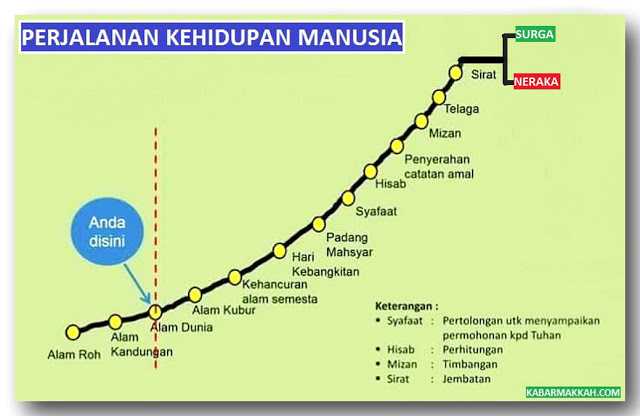 PERJALANAN KEHIDUPAN MANUSIA
SURGA
Sirat
NERAKA
Telaga
Mizan
Penyerahan
catatan amal
Hisab
Syafaat
Padang
Mahsyar
Hari
Kebangkitan
Kehancuran
alam semesta
Alam Kubur
Anda
disini
Alam Dunia
Alam
Kandungan
Alam Roh
Keterangan :
• Syafaat : Pertolongan utk menyampaikan
permohonan kpd Tuhan
• Hisab : Perhitungan
• Mizan : Timbangan
• Sirat : Jembatan
KABARMAKKAH.COM